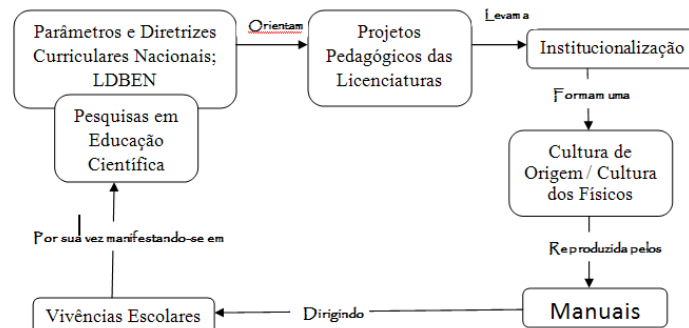 Parâmetros e Diretrizes
Curriculares Nacionais;
LDBEN
Orientam
Projetos
Pedagógicos das
Licenciaturas
Levam a
Institucionalização
Formam uma
Cultura de
Origem / Cultura
dos Físicos
Reproduzida pelos
Manuais
Dirigindo
Vivências Escolares
Por sua vez manifestando-se em
Pesquisas em
Educação
Científica